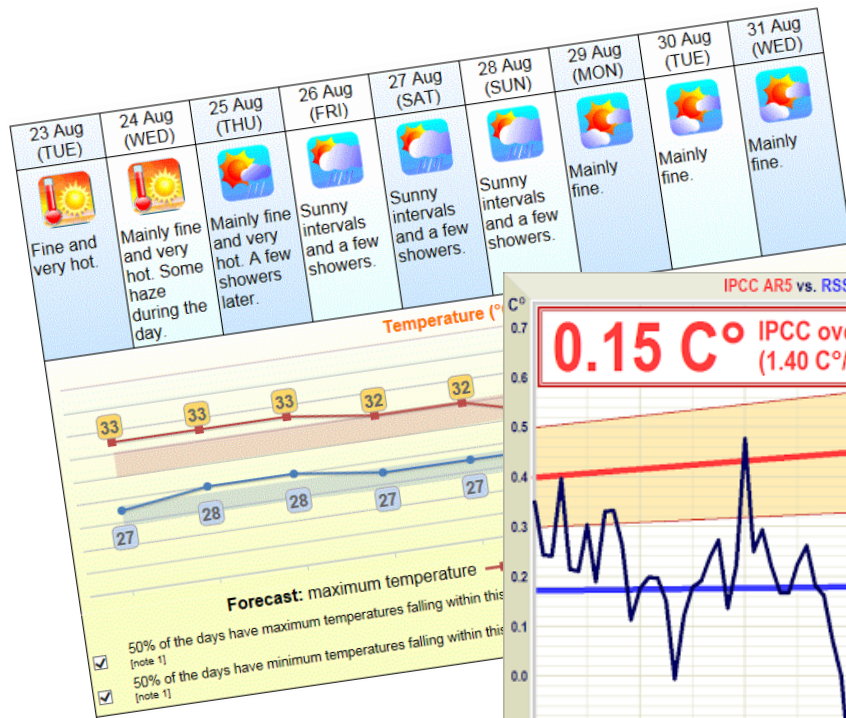 23 Aug
(TUE)
24 Aug
(WED)
25 Aug
(THU)
26 Aug
(FRI)
27 Aug
(SAT)
28 Aug
(SUN)
29 Aug
(MON)
30 Aug
(TUE)
31 Aug
(WED)
Fine and
very hot.
Mainly fine
and very
hot. Some
haze
during the
day.
Mainly fine
and very
hot. A few
showers
later.
Sunny
intervals
and a few
showers.
Sunny
intervals
and a few
showers.
Sunny
intervals
and a few
showers.
Mainly
fine.
Mainly
fine.
Mainly
fine.
Temperature (°
33
33
33
32
32
27
28
28
27
27
Forecast: maximum temperature
50% of the days have maximum temperatures falling within this
[note 1]
50% of the days have minimum temperatures falling within this
[note 1]
IPCC AR5 vs. RSS
C°
0.15 C°
IPCC ove
(1.40 C°/
0.7
0.6
0.5
0.4
0.3
0.2
0.1
0.0